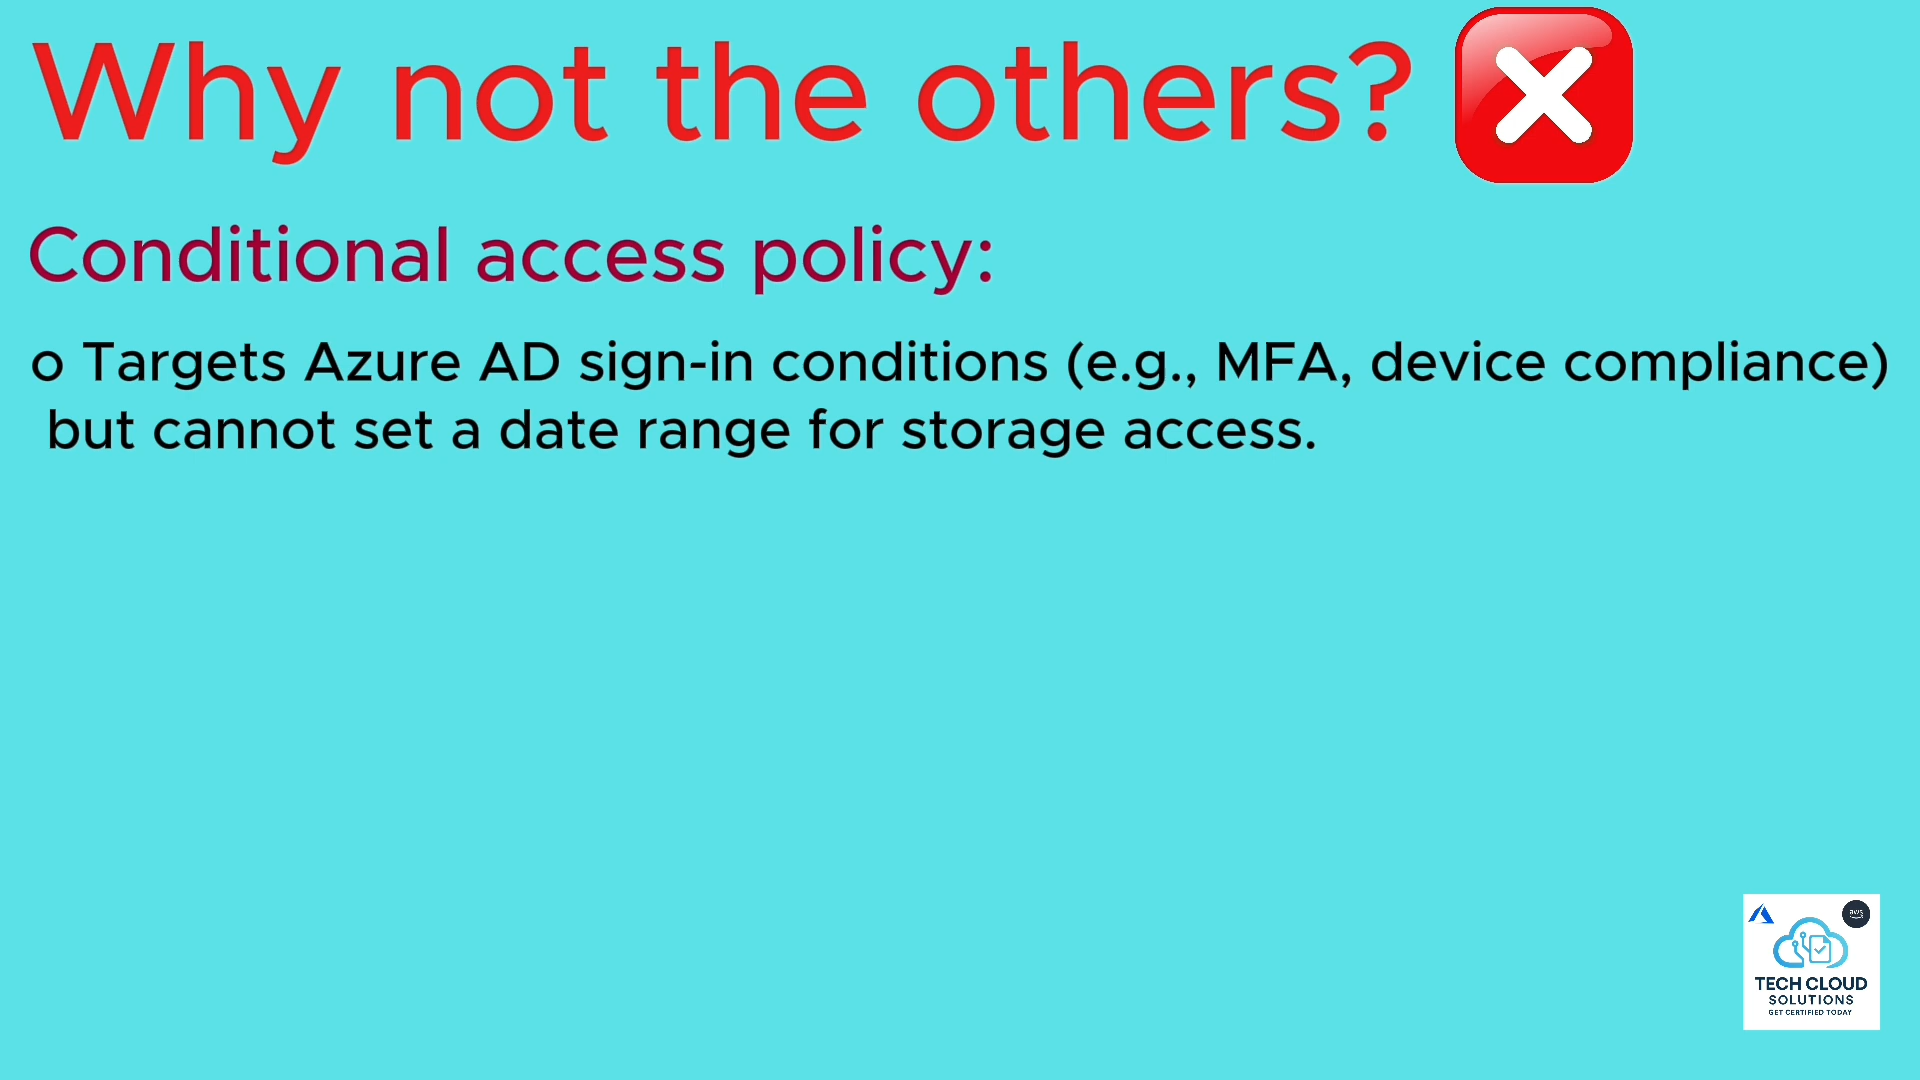 Why not the others?
Conditional access policy:
o Targets Azure AD sign-in conditions (e.g., MFA, device compliance)
but cannot set a date range for storage access.
aws
TECH CLOUD
SOLUTIONS
GET CERTIFIED TODAY